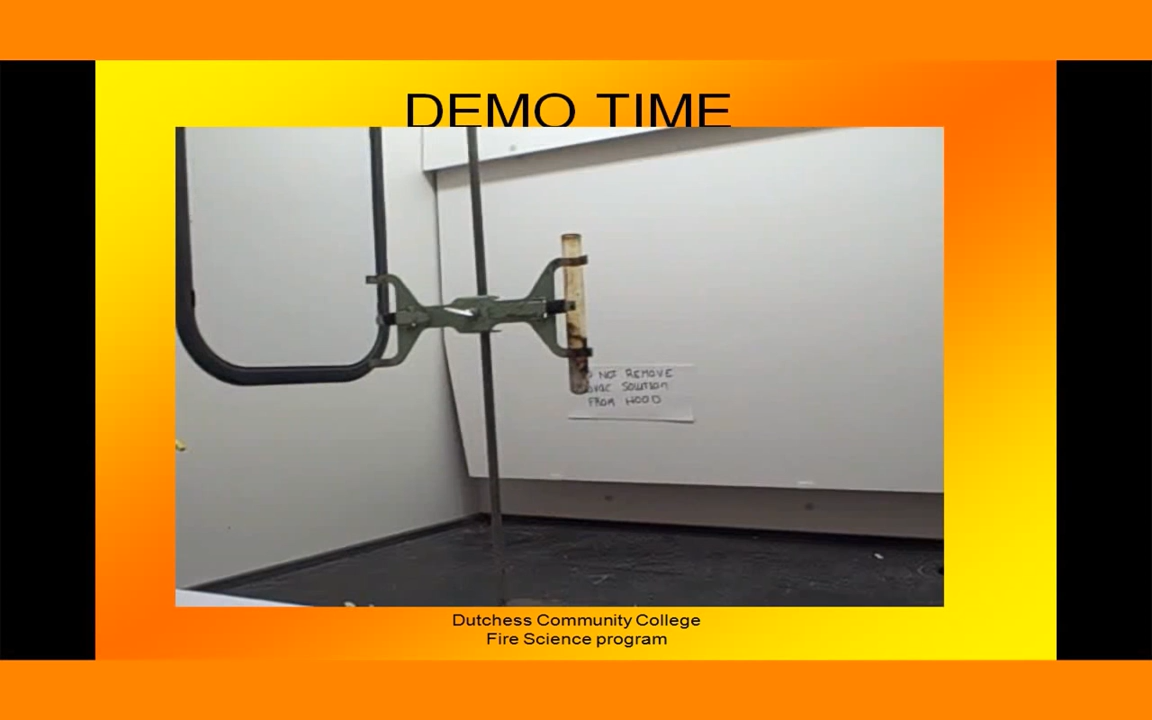 DEMO TIME
NOT REMOVE
SOLUTION
FROM HOOD
Dutchess Community College
Fire Science program